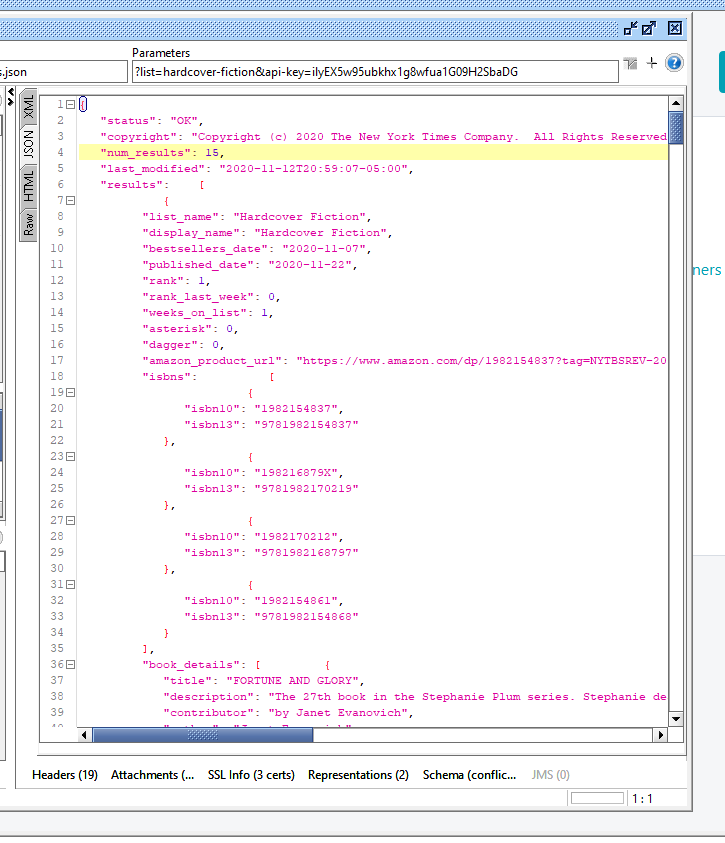 Parameters
s.json
?list=hardcover-fiction&api-key=ilyEX5w95ubkhx1g8wfua1G09H2SbaDG
XML
JSON
HTML
Raw
ners
1 {
2 "status": "OK",
3 "copyright": "Copyright (c) 2020 The New York Times Company.  All Rights Reserved
4 "num_results": 15,
5 "last_modified": "2020-11-12T20:59:07-05:00",
6 "results": [
7 {
8 "list_name": "Hardcover Fiction",
9 "display_name": "Hardcover Fiction",
10 "bestsellers_date": "2020-11-07",
11 "published_date": "2020-11-22",
12 "rank": 1,
13 "rank_last_week": 0,
14 "weeks_on_list": 1,
15 "asterisk": 0,
16 "dagger": 0,
17 "amazon_product_url": "https://www.amazon.com/dp/1982154837?tag=NYTBSREV-20
18 "isbns": [
19 {
20 "isbn10": "1982154837",
21 "isbn13": "9781982154837"
22 },
23 {
24 "isbn10": "198216879X",
25 "isbn13": "9781982170219"
26 },
27 {
28 "isbn10": "1982170212",
29 "isbn13": "9781982168797"
30 },
31 {
32 "isbn10": "1982154861",
33 "isbn13": "9781982154868"
34 }
35 ],
36 "book_details": [ {
37 "title": "FORTUNE AND GLORY",
38 "description": "The 27th book in the Stephanie Plum series. Stephanie de
39 "contributor": "by Janet Evanovich",
Headers (19) Attachments (... SSL Info (3 certs) Representations (2) Schema (conflic... JMS (0)
1 : 1